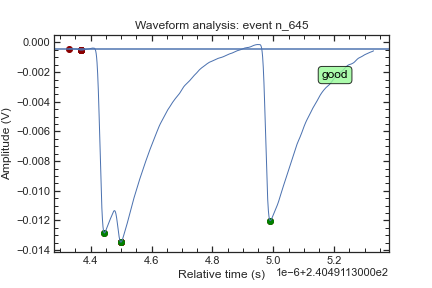 Waveform analysis: event n_645
0.000
−0.002
−0.004
−0.006
−0.008
−0.010
−0.012
−0.014
Amplitude (V)
good
4.4 4.6 4.8 5.0 5.2
Relative time (s)
1e−6+2.4049113000e2